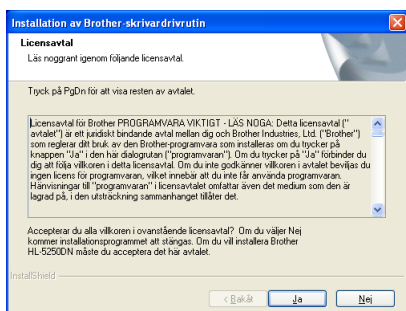 Installation av Brother-skrivardrivrutin
Licensavtal
Läs noggrant igenom följande licensavtal.
Tryck på PgDn för att visa resten av avtalet.
Licensavtal för Brother PROGRAMVARA VIKTIGT - LÄS NOGA: Detta licensavtal ("
avtalet") är ett juridiskt bindande avtal mellan dig och Brother Industries, Ltd. ("Brother")
som reglerar ditt bruk av den Brother-programvara som installeras om du trycker på
knappen "Ja" i den här dialogrutan ("programvaran"). Om du trycker på "Ja" förbinder du
dig att följa villkoren i detta licensavtal. Om du inte godkänner villkoren i avtalet beviljas du
ingen licens för programvaran, vilket innebär att du inte får använda programvaran.
Hänvisningar till "programvaran" i licensavtalet omfattar även det medium som den är
lagrad på, i den utsträckning sammanhanget tillåter det.
Accepterar du alla villkoren i ovanstående licensavtal? Om du väljer Nej
kommer installationsprogrammet att stängas. Om du vill installera Brother
HL-5250DN måste du acceptera det här avtalet.
InstallShield
< Bakåt Ja Nej